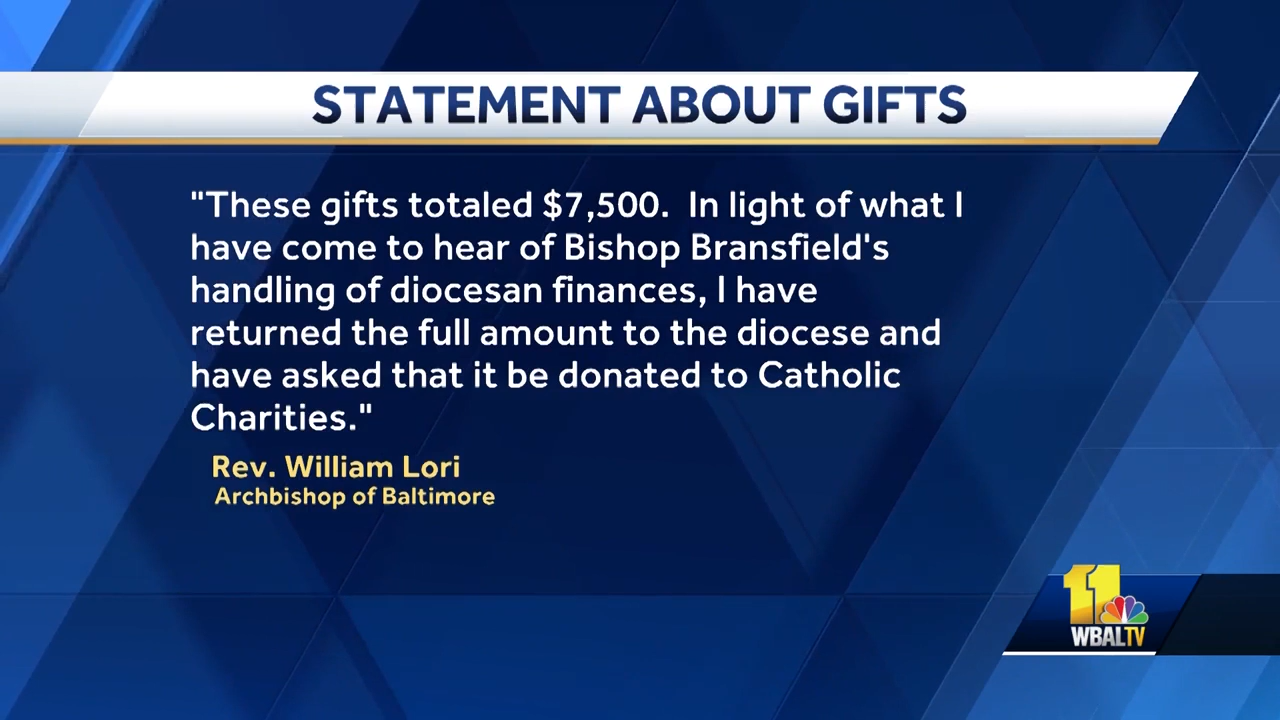 STATEMENT ABOUT GIFTS
"These gifts totaled $7,500.  In light of what I
have come to hear of Bishop Bransfield's
handling of diocesan finances, I have
returned the full amount to the diocese and
have asked that it be donated to Catholic
Charities."
Rev. William Lori
Archbishop of Baltimore
11
WBALTV